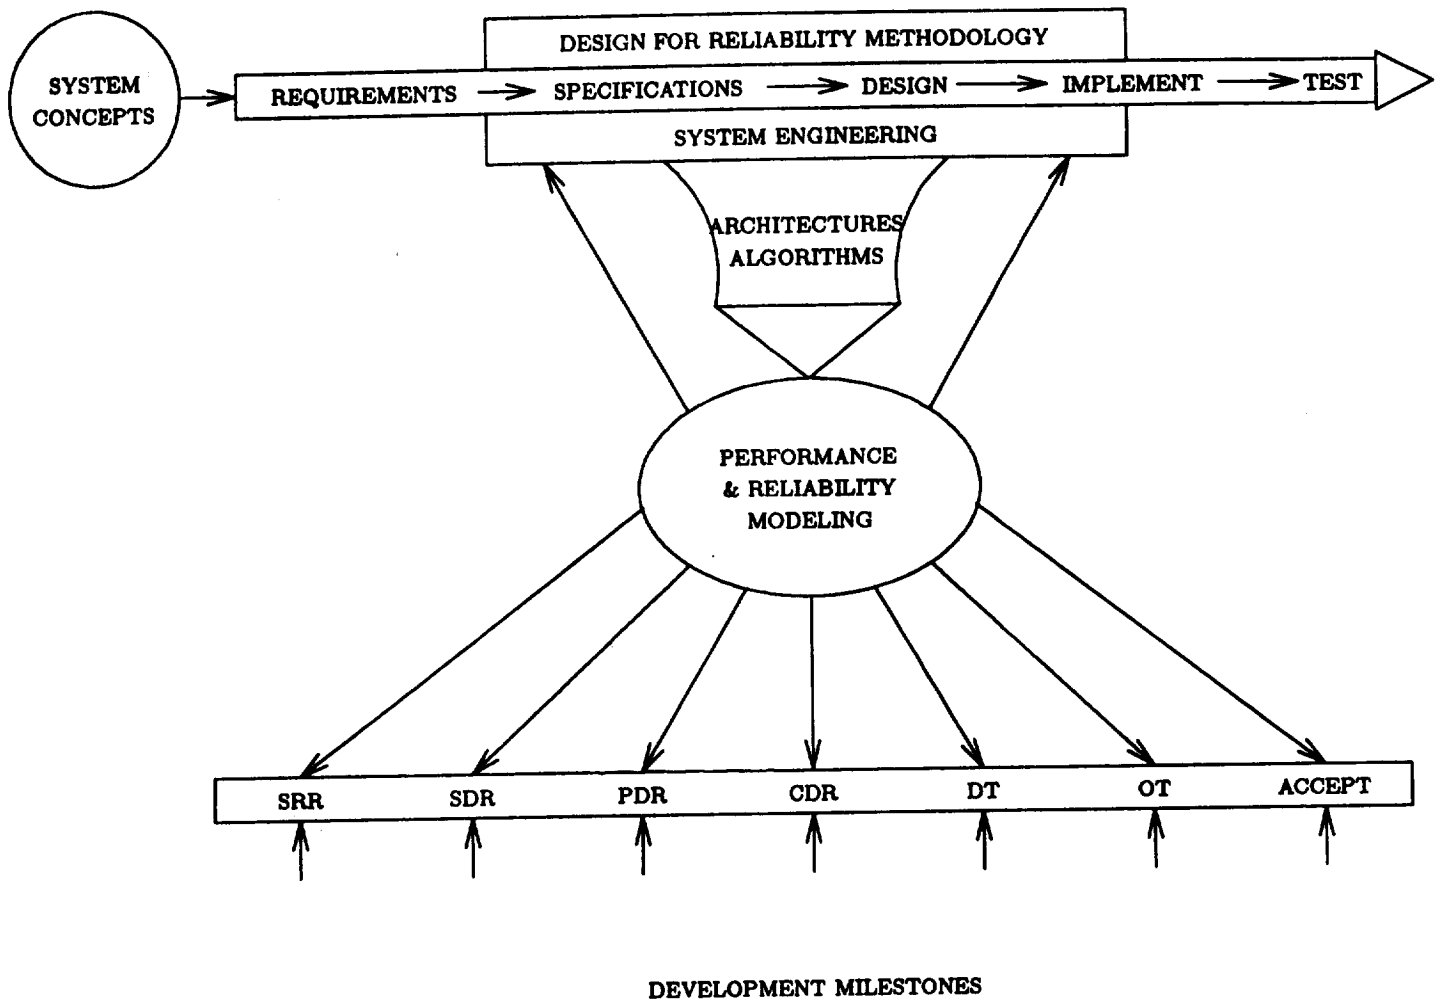 DESIGN FOR RELIABILITY METHODOLOGY
SYSTEM
CONCEPTS
REQUIREMENTS SPECIFICATIONS DESIGN IMPLEMENT TEST
SYSTEM ENGINEERING
ARCHITECTURES
ALGORITHMS
PERFORMANCE
& RELIABILITY
MODELING
SRR SDR PDR CDR DT OT ACCEPT
DEVELOPMENT MILESTONES